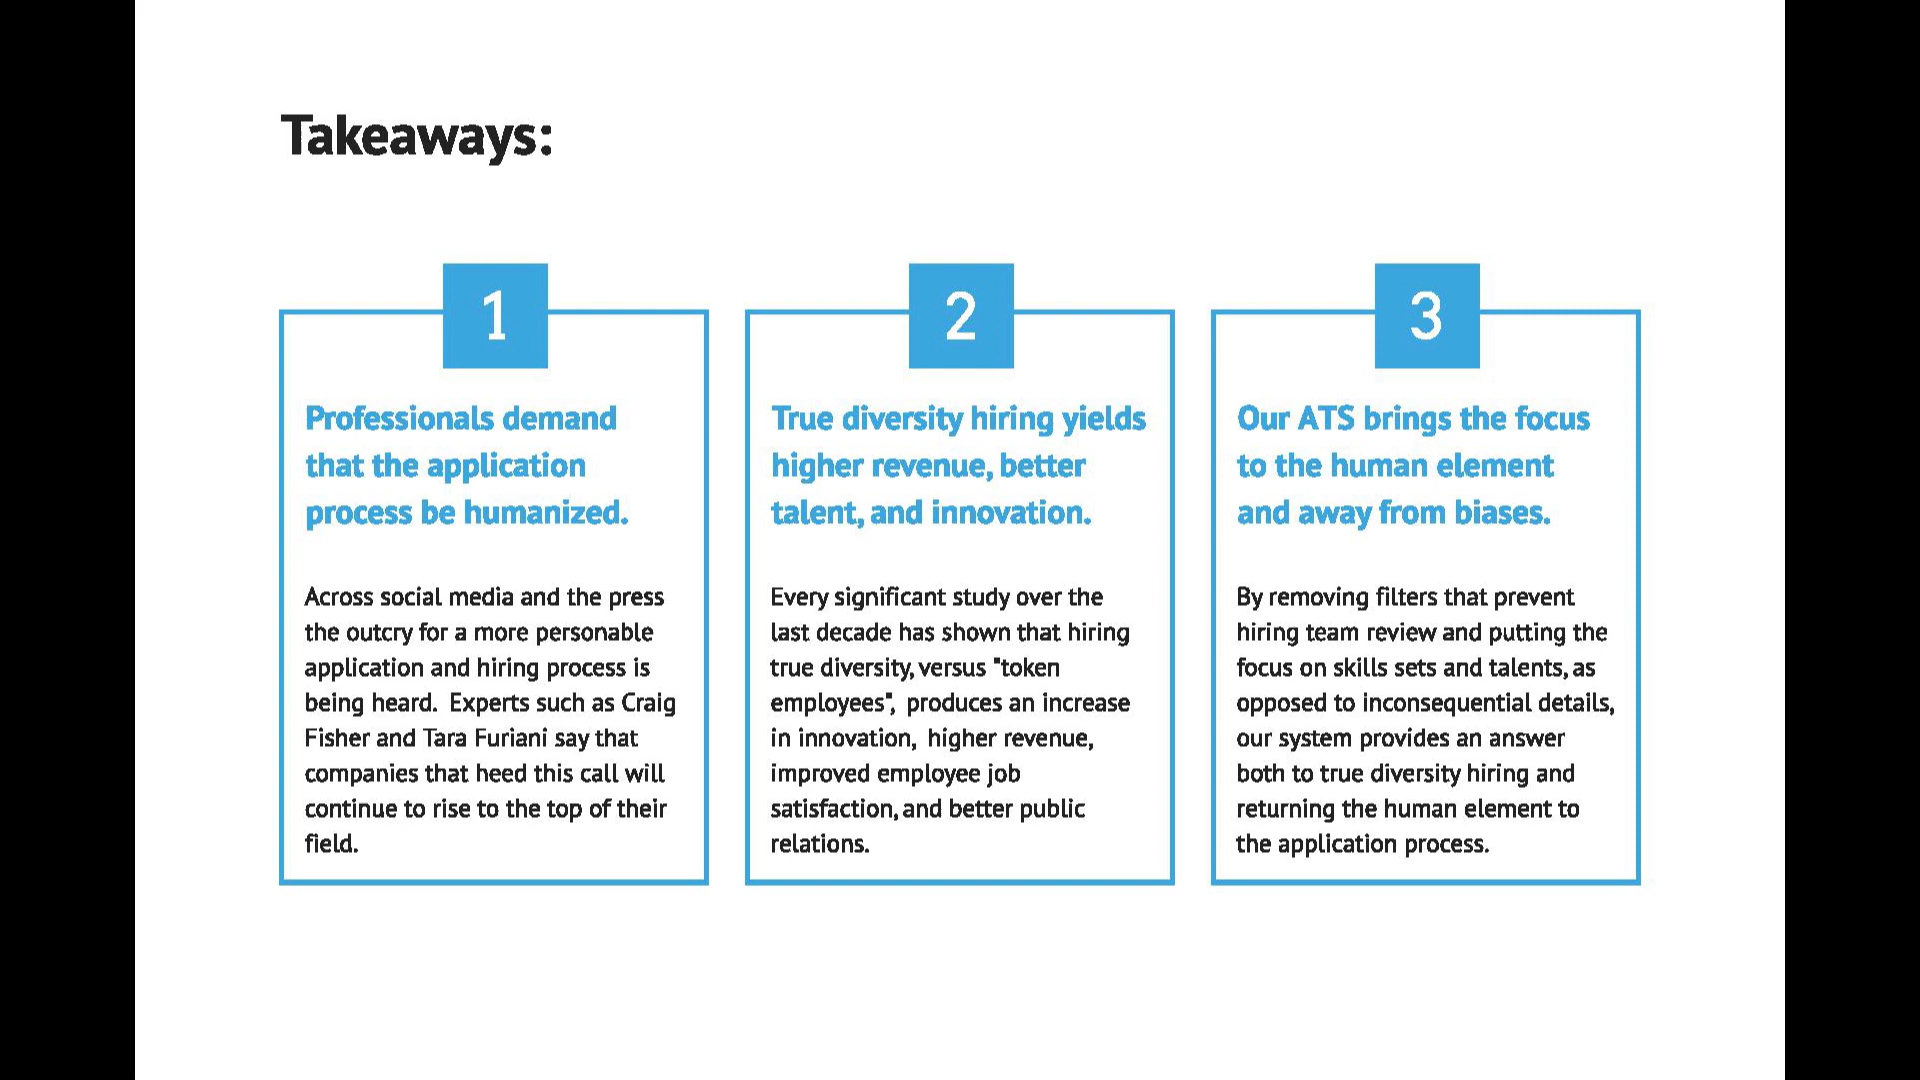 Takeaways:
1
Professionals demand
that the application
process be humanized.
Across social media and the press
the outcry for a more personable
application and hiring process is
being heard.  Experts such as Craig
Fisher and Tara Furiani say that
companies that heed this call will
continue to rise to the top of their
field.
2
True diversity hiring yields
higher revenue, better
talent, and innovation.
Every significant study over the
last decade has shown that hiring
true diversity, versus "token
employees",  produces an increase
in innovation,  higher revenue,
improved employee job
satisfaction, and better public
relations.
3
Our ATS brings the focus
to the human element
and away from biases.
By removing filters that prevent
hiring team review and putting the
focus on skills sets and talents, as
opposed to inconsequential details,
our system provides an answer
both to true diversity hiring and
returning the human element to
the application process.